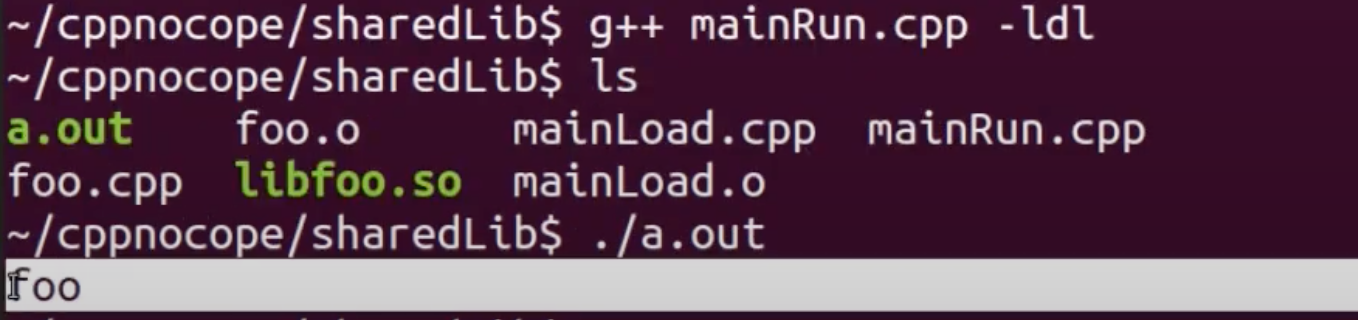 ~/cppnocope/sharedLib$ g++ mainRun.cpp -ldl
~/cppnocope/sharedLib$ ls
a.out foo.o mainLoad.cpp mainRun.cpp
foo.cpp libfoo.so mainLoad.o
~/cppnocope/sharedLib$ ./a.out
foo